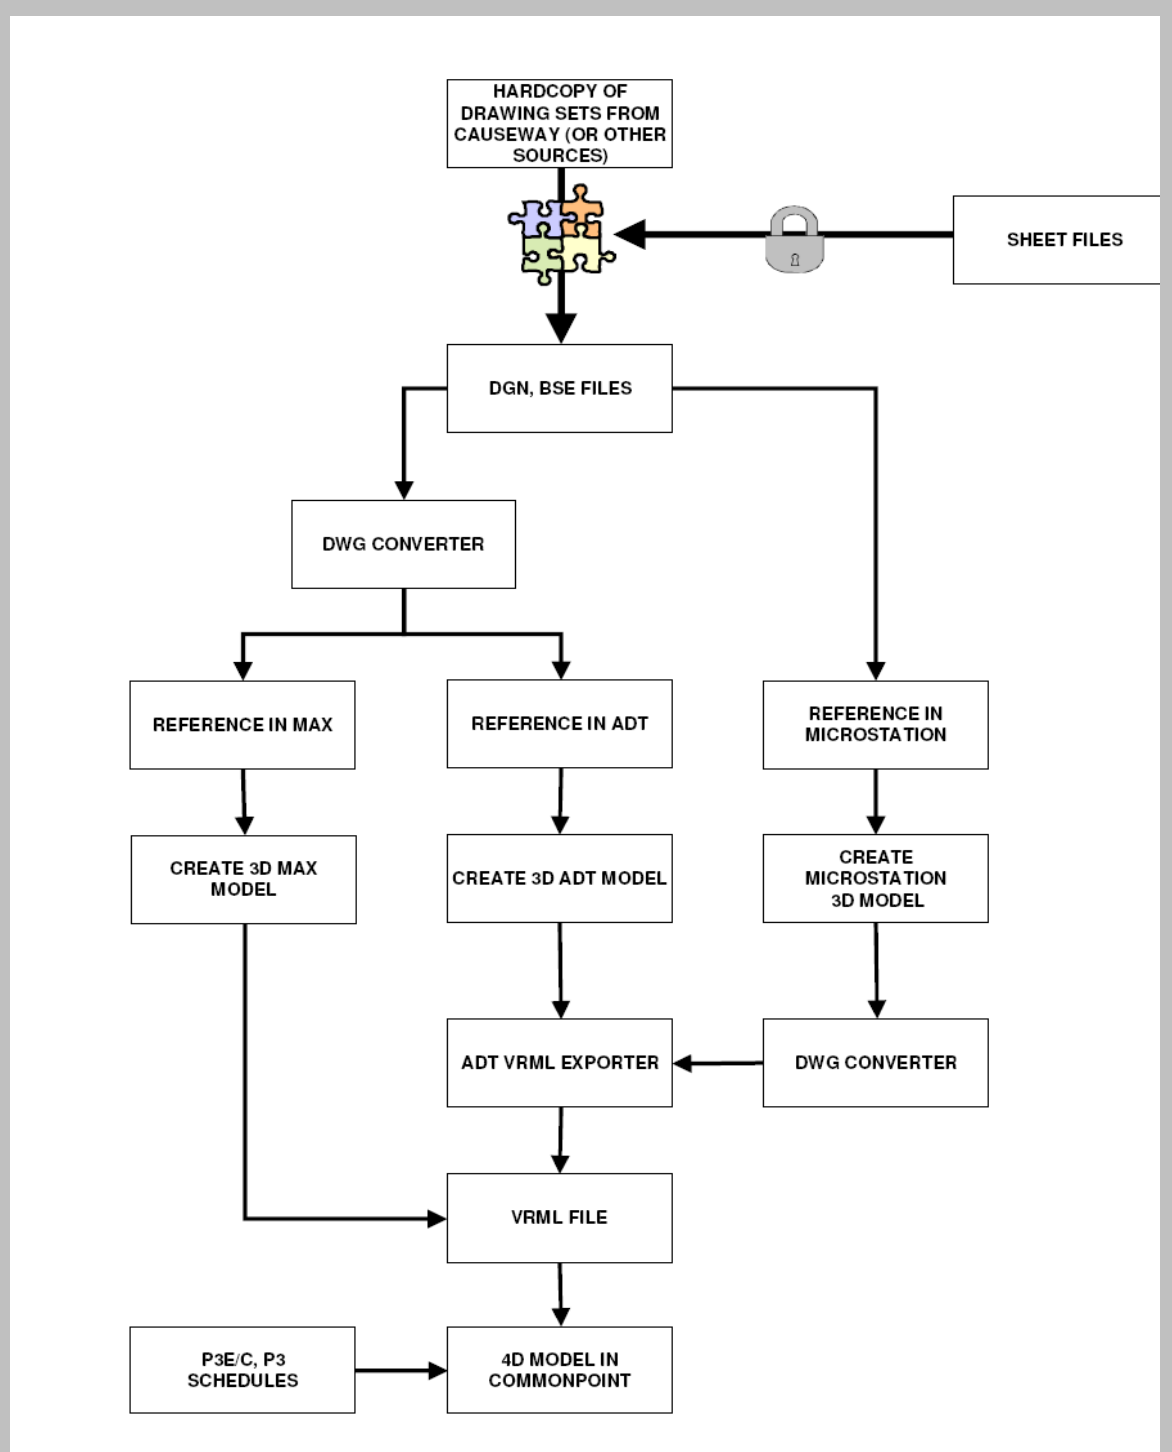 HARDCOPY OF
DRAWING SETS FROM
CAUSEWAY (OR OTHER
SOURCES)
SHEET FILES
DGN, BSE FILES
DWG CONVERTER
REFERENCE IN MAX
REFERENCE IN ADT
REFERENCE IN
MICROSTATION
CREATE 3D MAX
MODEL
CREATE 3D ADT MODEL
CREATE
MICROSTATION
3D MODEL
ADT VRML EXPORTER
DWG CONVERTER
VRML FILE
P3E/C, P3
SCHEDULES
4D MODEL IN
COMMONPOINT